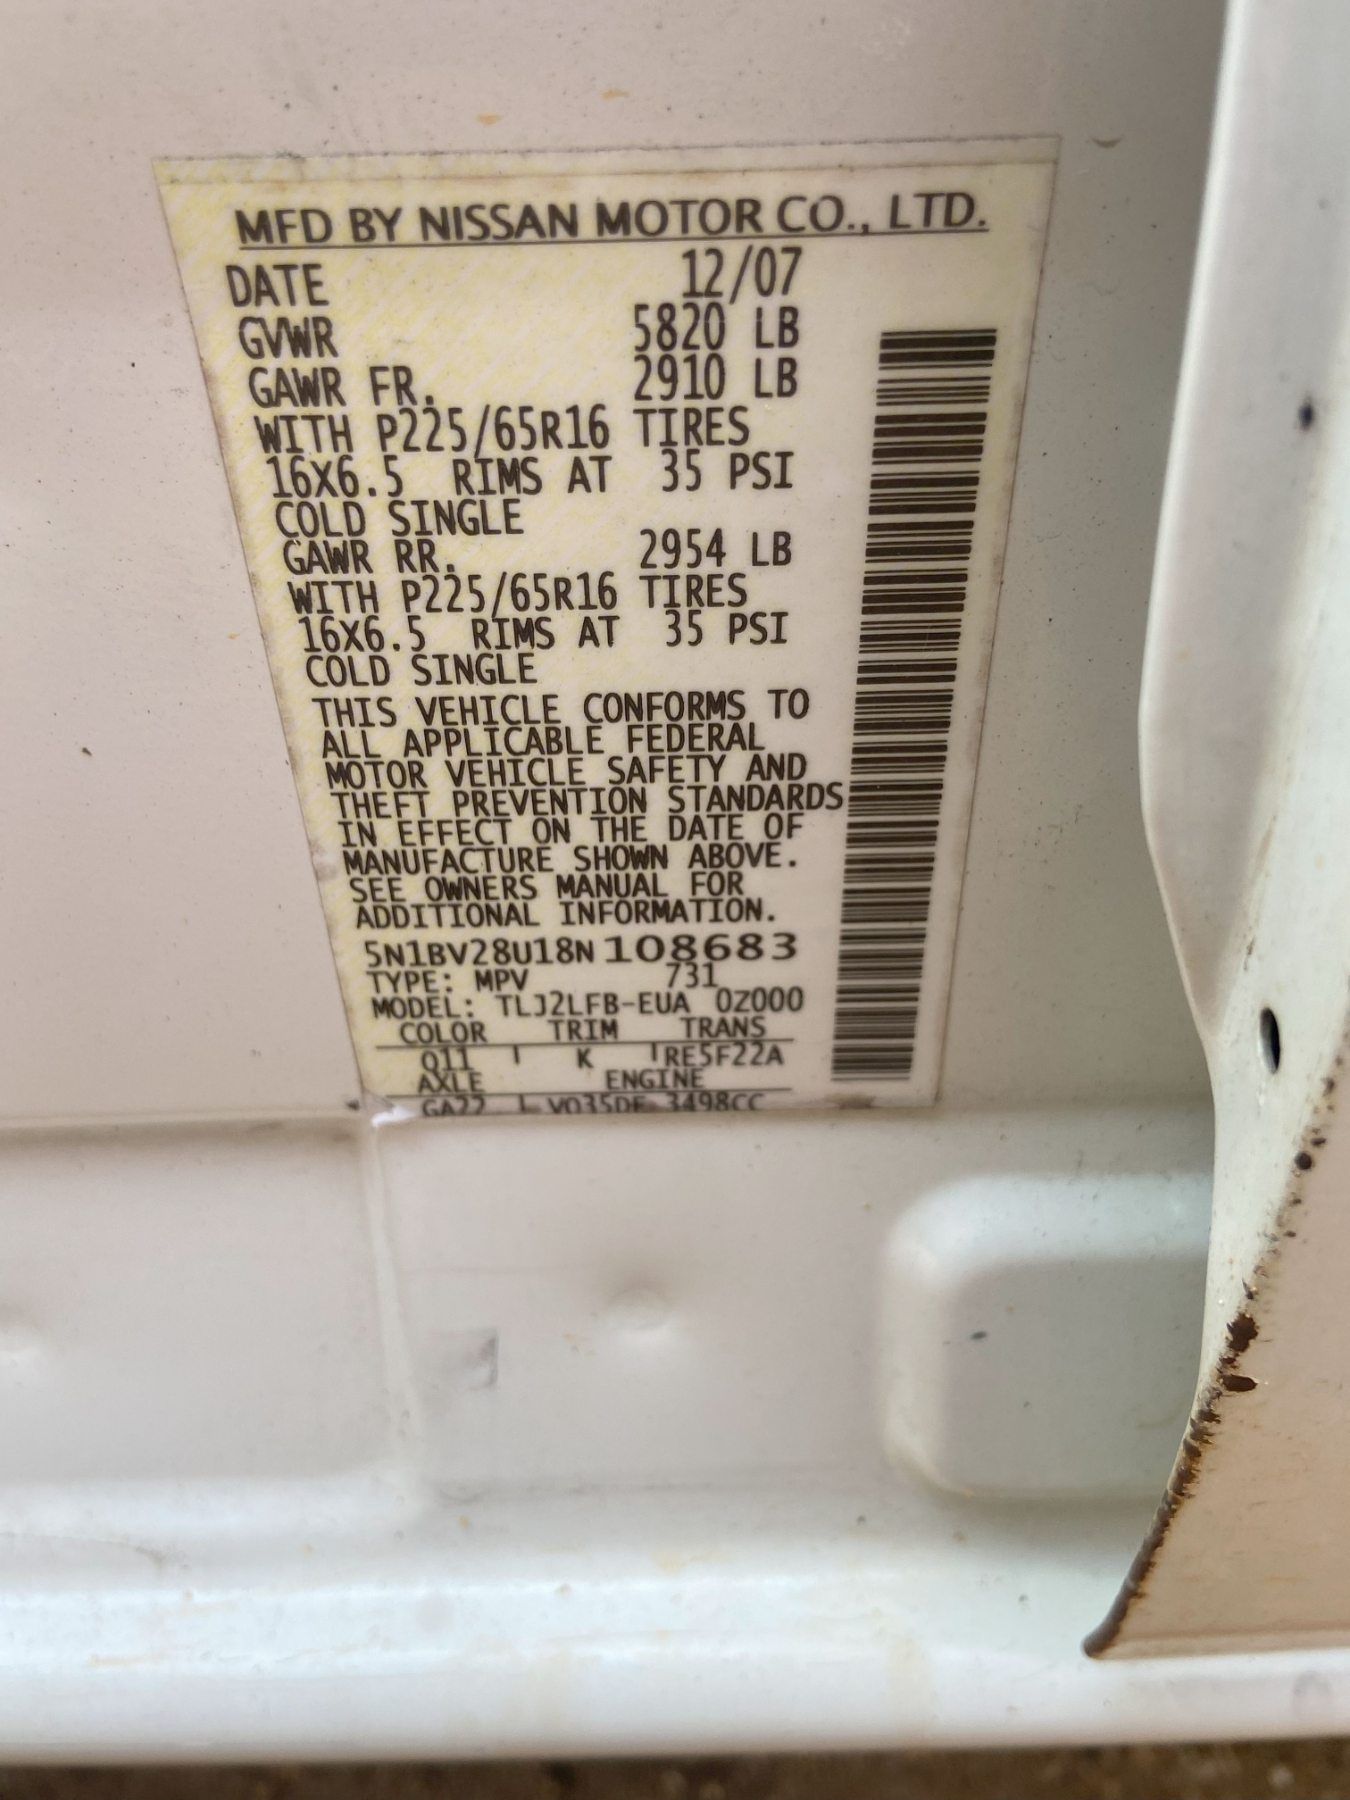 MFD BY NISSAN MOTOR CO., LTD.
DATE 12/07
GVWR 5820 LB
GAWR FR. 2910 LB
WITH P225/65R16 TIRES
16X6.5 RIMS AT 35 PSI
COLD SINGLE
GAWR RR. 2954 LB
WITH P225/65R16 TIRES
16X6.5 RIMS AT 35 PSI
COLD SINGLE
THIS VEHICLE CONFORMS TO
ALL APPLICABLE FEDERAL
MOTOR VEHICLE SAFETY AND
THEFT PREVENTION STANDARDS
IN EFFECT ON THE DATE OF
MANUFACTURE SHOWN ABOVE.
SEE OWNERS MANUAL FOR
ADDITIONAL INFORMATION.
5N1BV28U18N108683
TYPE: MPV 731
MODEL: TLJ2LFB-EUA 0Z000
COLOR TRIM TRANS
Q11 K RE5F22A
AXLE ENGINE
GA22 VQ35DE 3498CC